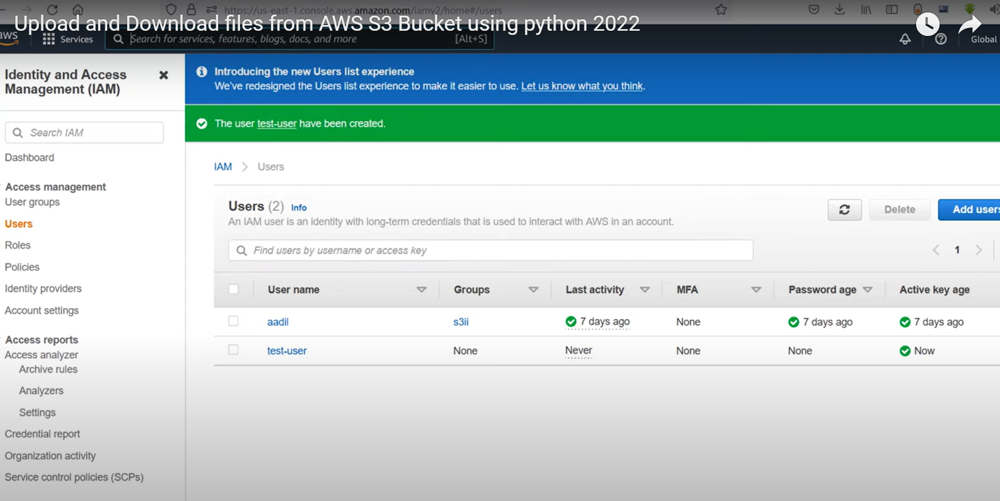 https://us-east-1.console.aws.amazon.com/iamv2/home#/users
Upload and Download files from AWS S3 Bucket using python 2022
aws
Services
Search for services, features, blogs, docs, and more
[Alt+S]
Global
Identity and Access
Management (IAM)
Search IAM
Dashboard
Access management
User groups
Users
Roles
Policies
Identity providers
Account settings
Access reports
Access analyzer
Archive rules
Analyzers
Settings
Credential report
Organization activity
Service control policies (SCPs)
Introducing the new Users list experience
We've redesigned the Users list experience to make it easier to use. Let us know what you think.
The user test-user have been created.
IAM > Users
Users (2) Info
An IAM user is an identity with long-term credentials that is used to interact with AWS in an account.
Delete
Add users
Find users by username or access key
1
User name Groups Last activity MFA Password age Active key age
aadil s3ii 7 days ago None 7 days ago 7 days ago
test-user None Never None None Now